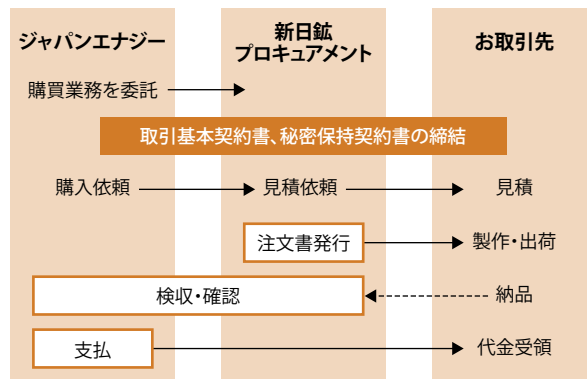 ジャパンエナジー
新日鉱
プロキュアメント
お取引先
購買業務を委託
取引基本契約書、秘密保持契約書の締結
購入依頼
見積依頼
見積
注文書発行
製作・出荷
検収・確認
納品
支払
代金受領